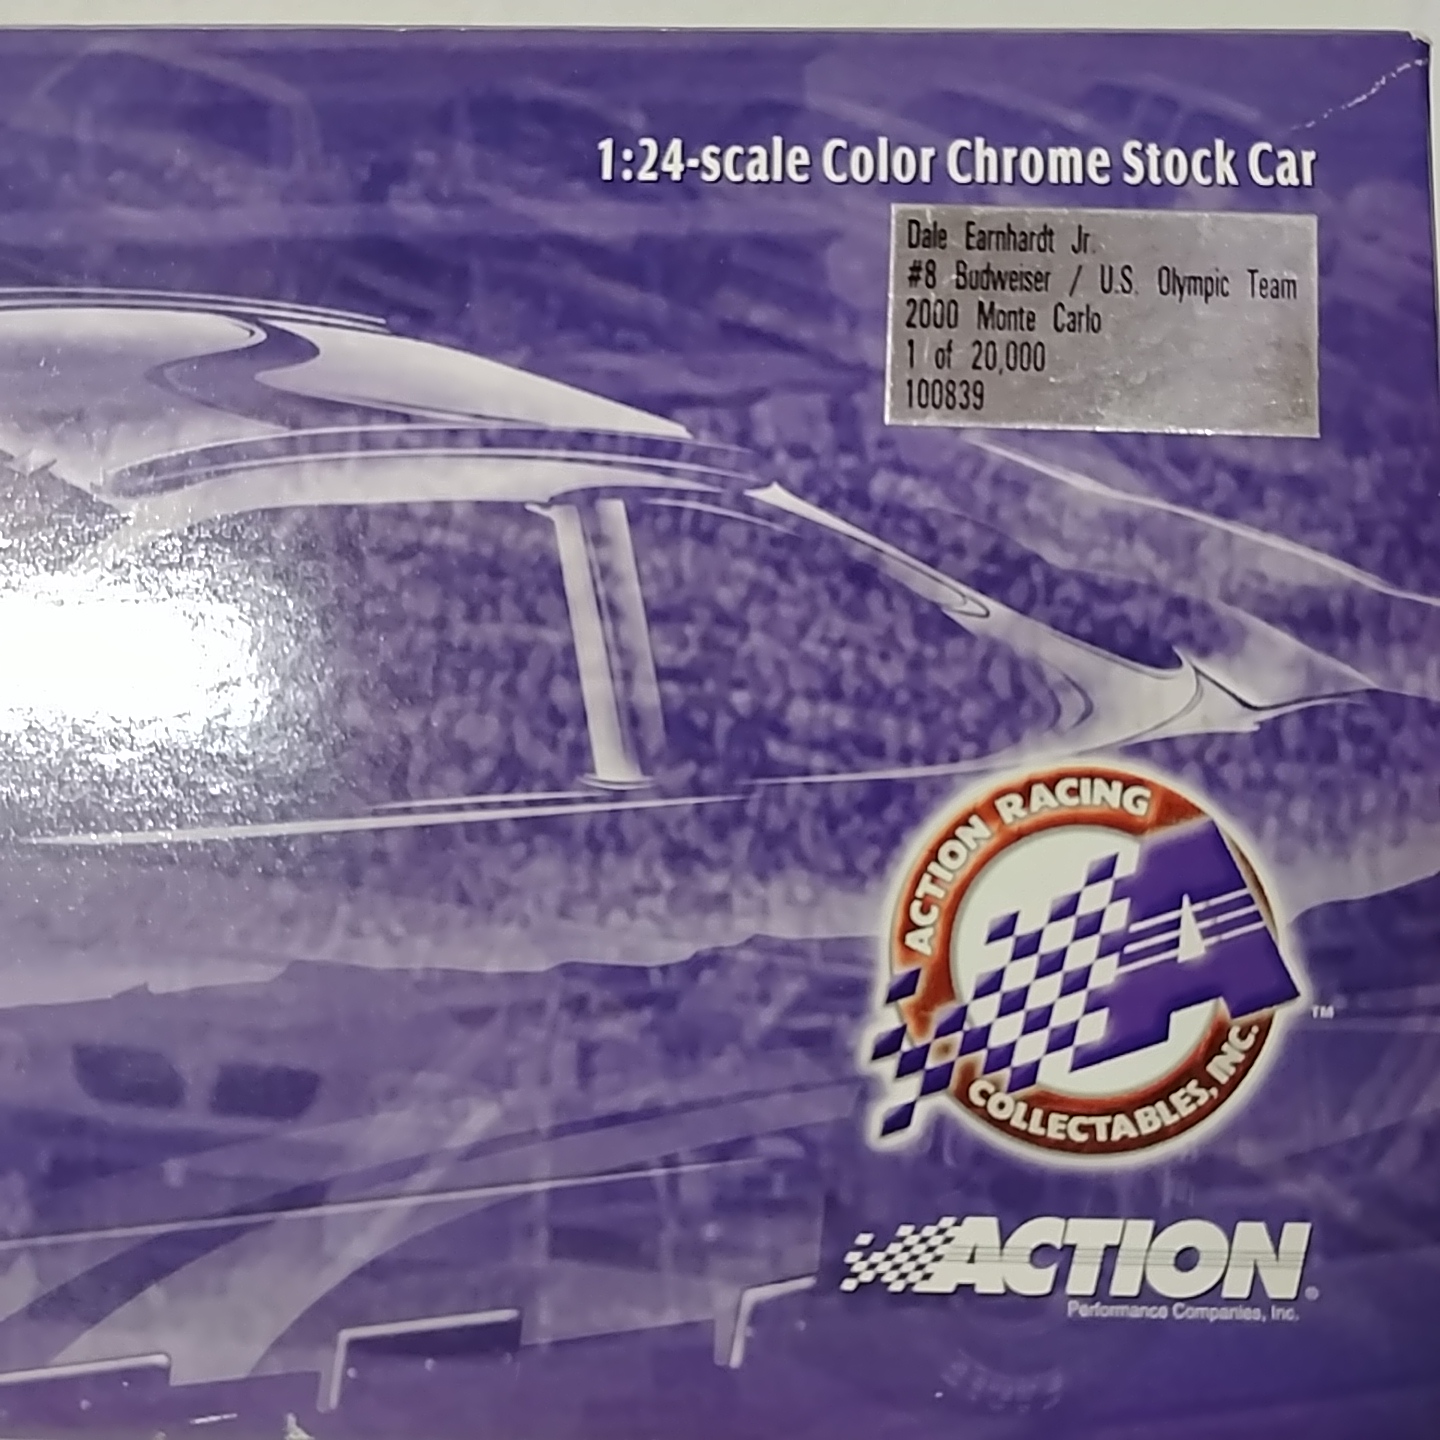 1:24-scale Color Chrome Stock Car
Dale Earnhardt Jr.
#8 Budweiser / U.S. Olympic Team
2000 Monte Carlo
1 of 20,000
100839
ACTION RACING
A
COLLECTABLES, INC.
TM
ACTION®
Performance Companies, Inc.